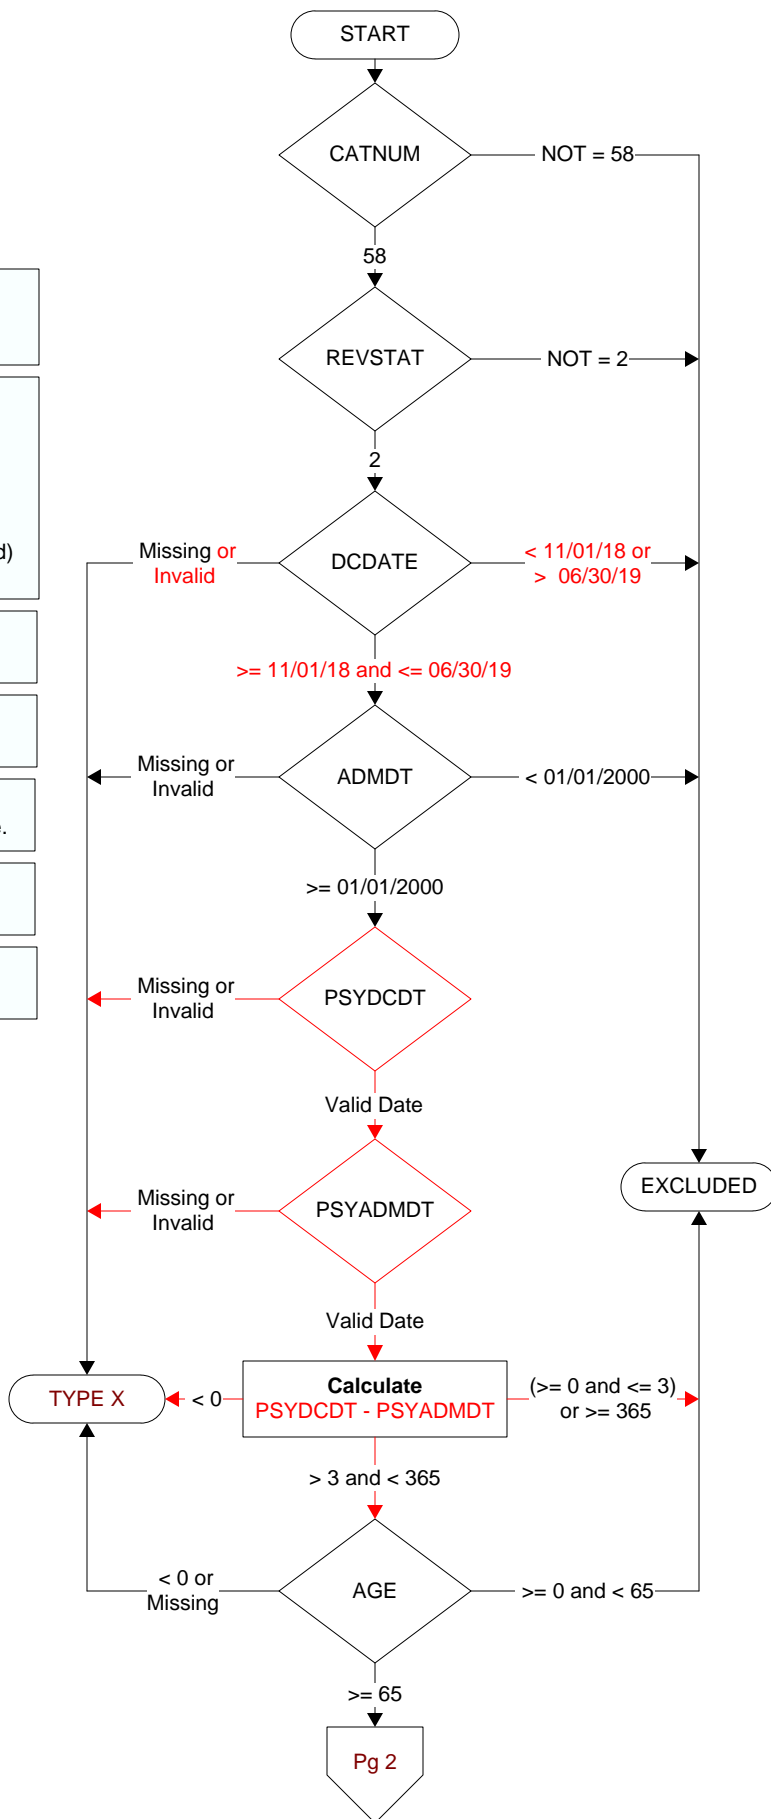 START
CATNUM
NOT = 58
58
REVSTAT
NOT = 2
2
d)
Missing or
Invalid
DCDATE
< 11/01/18 or
> 06/30/19
>= 11/01/18 and <= 06/30/19
Missing or
Invalid
ADMDT
< 01/01/2000
.
>= 01/01/2000
Missing or
Invalid
PSYDCDT
Valid Date
Missing or
Invalid
PSYADMDT
EXCLUDED
Valid Date
TYPE X
< 0
Calculate
PSYDCDT - PSYADMDT
(>= 0 and <= 3)
or >= 365
> 3 and < 365
< 0 or
Missing
AGE
>= 0 and < 65
>= 65
Pg 2